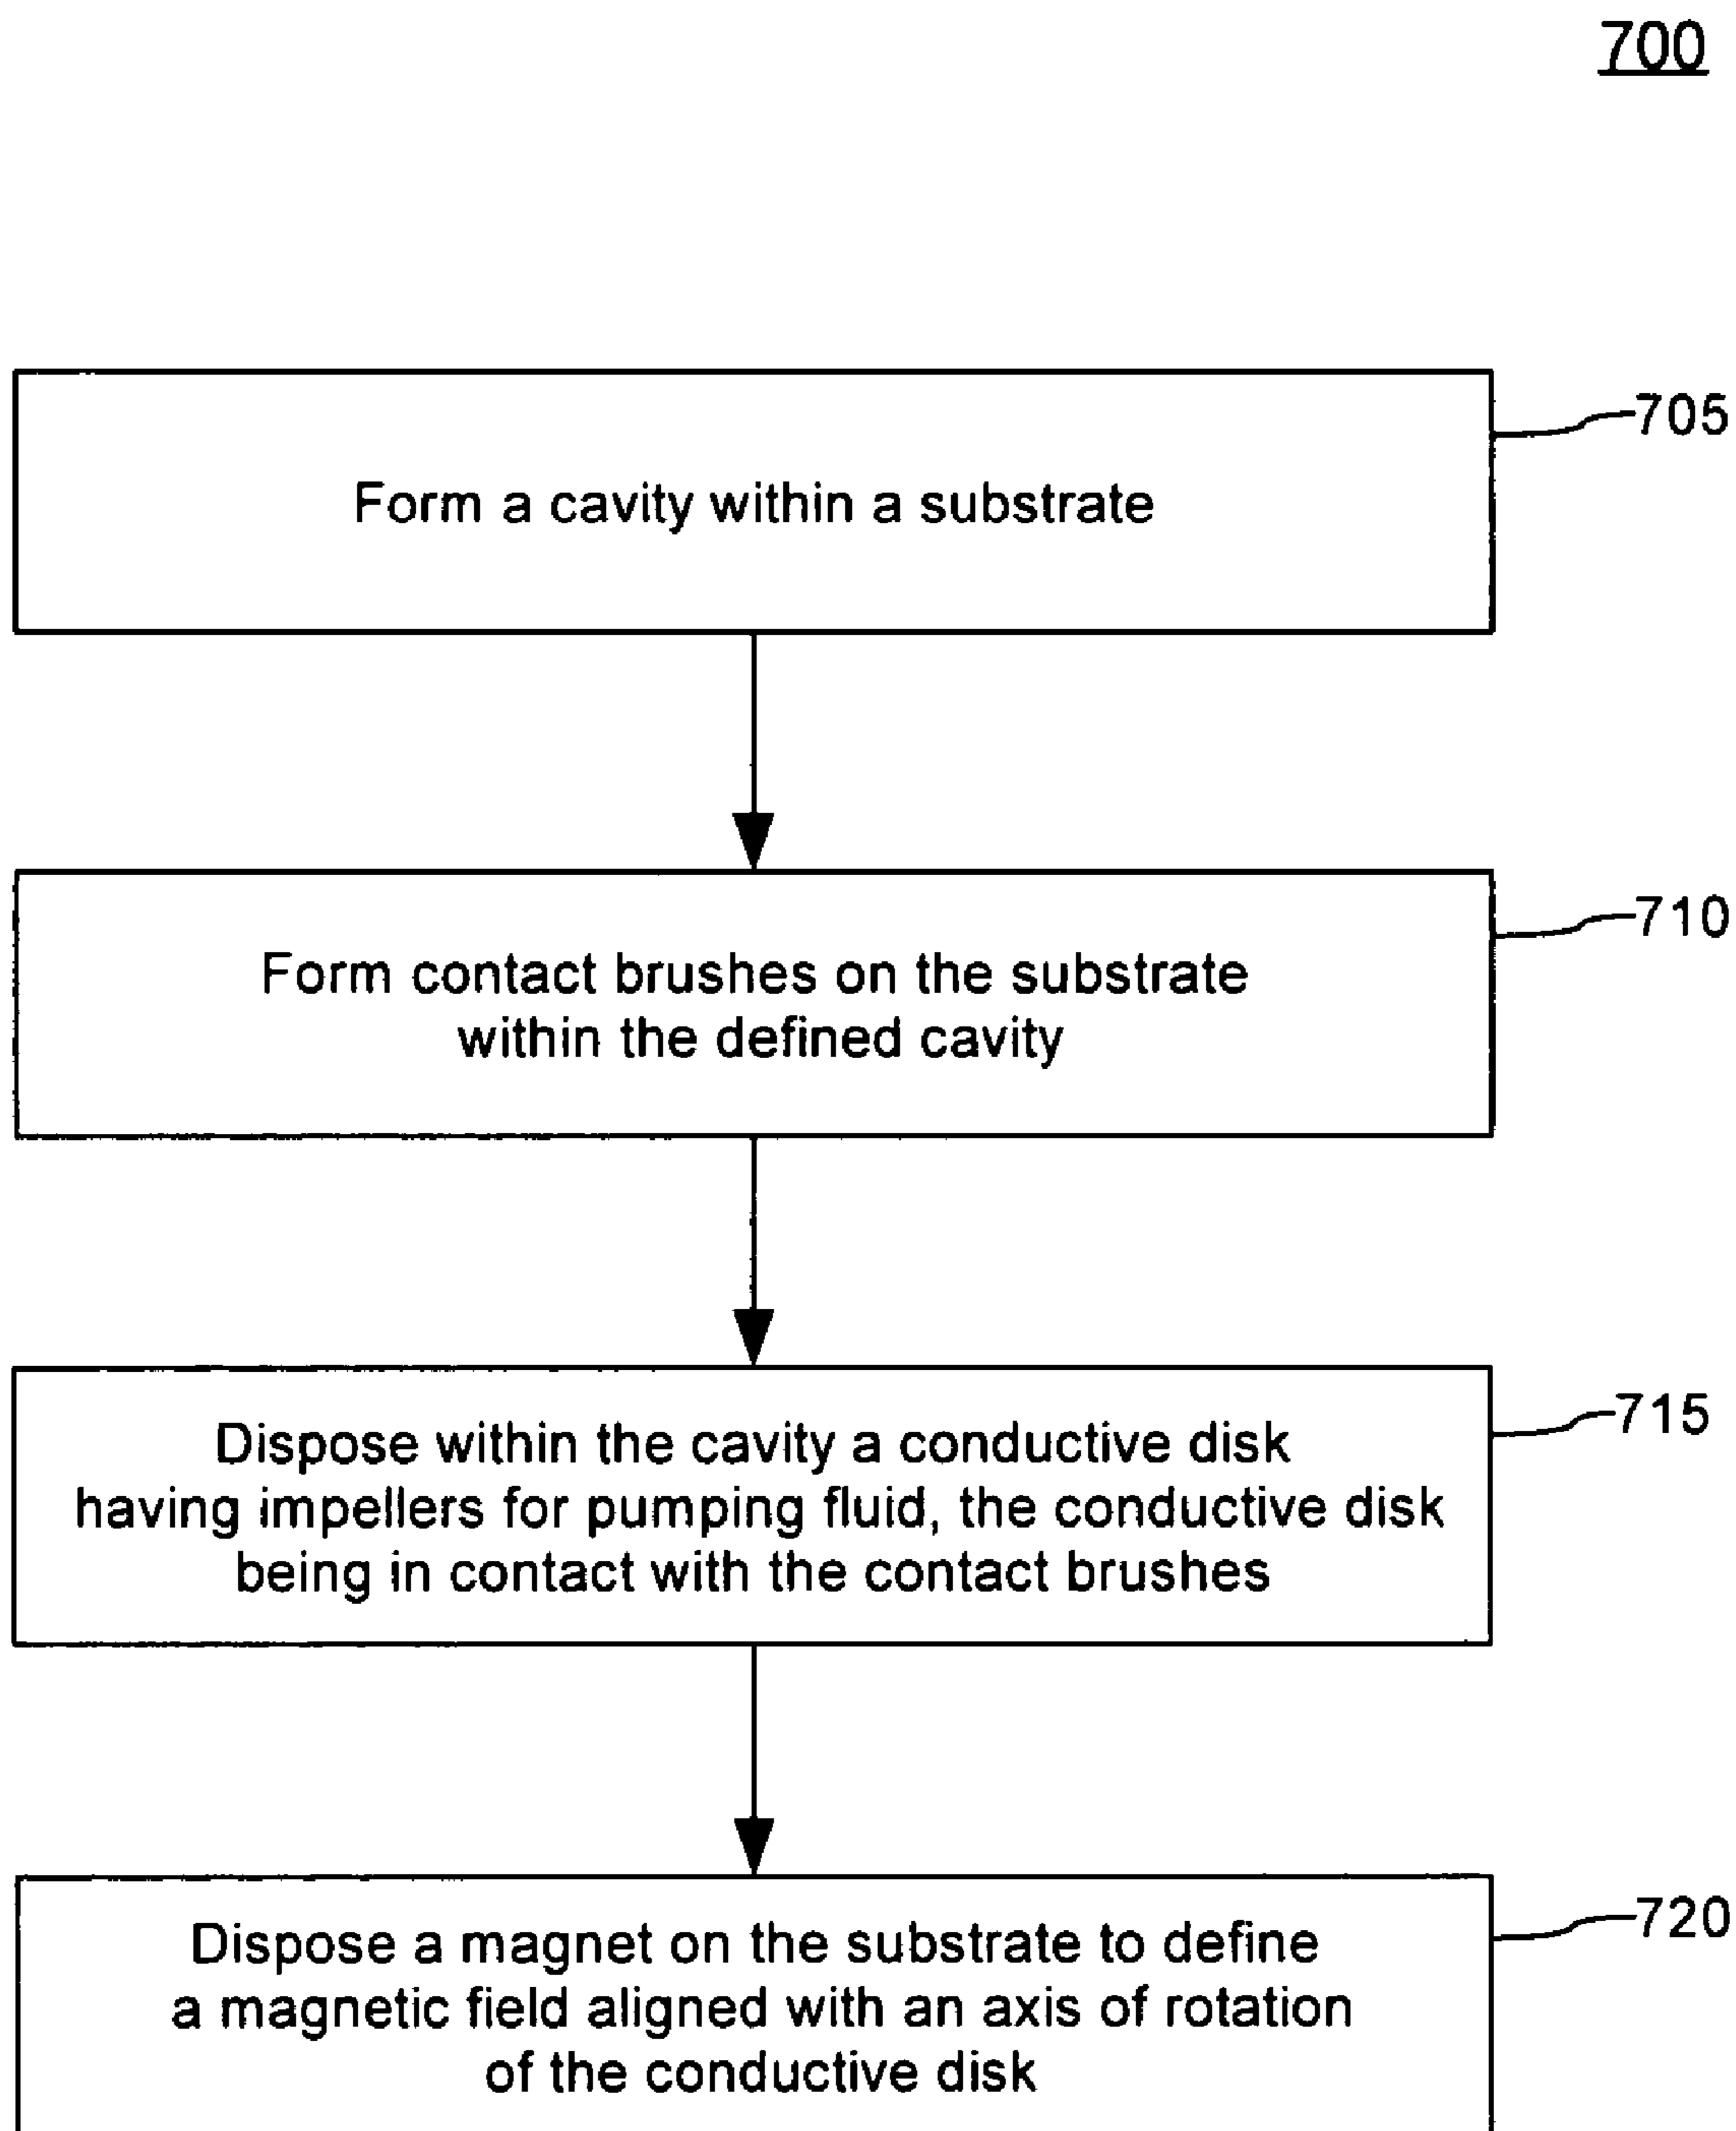 700
705
Form a cavity within a substrate
710
Form contact brushes on the substrate
within the defined cavity
715
Dispose within the cavity a conductive disk
having impellers for pumping fluid, the conductive disk
being in contact with the contact brushes
720
Dispose a magnet on the substrate to define
a magnetic field aligned with an axis of rotation
of the conductive disk